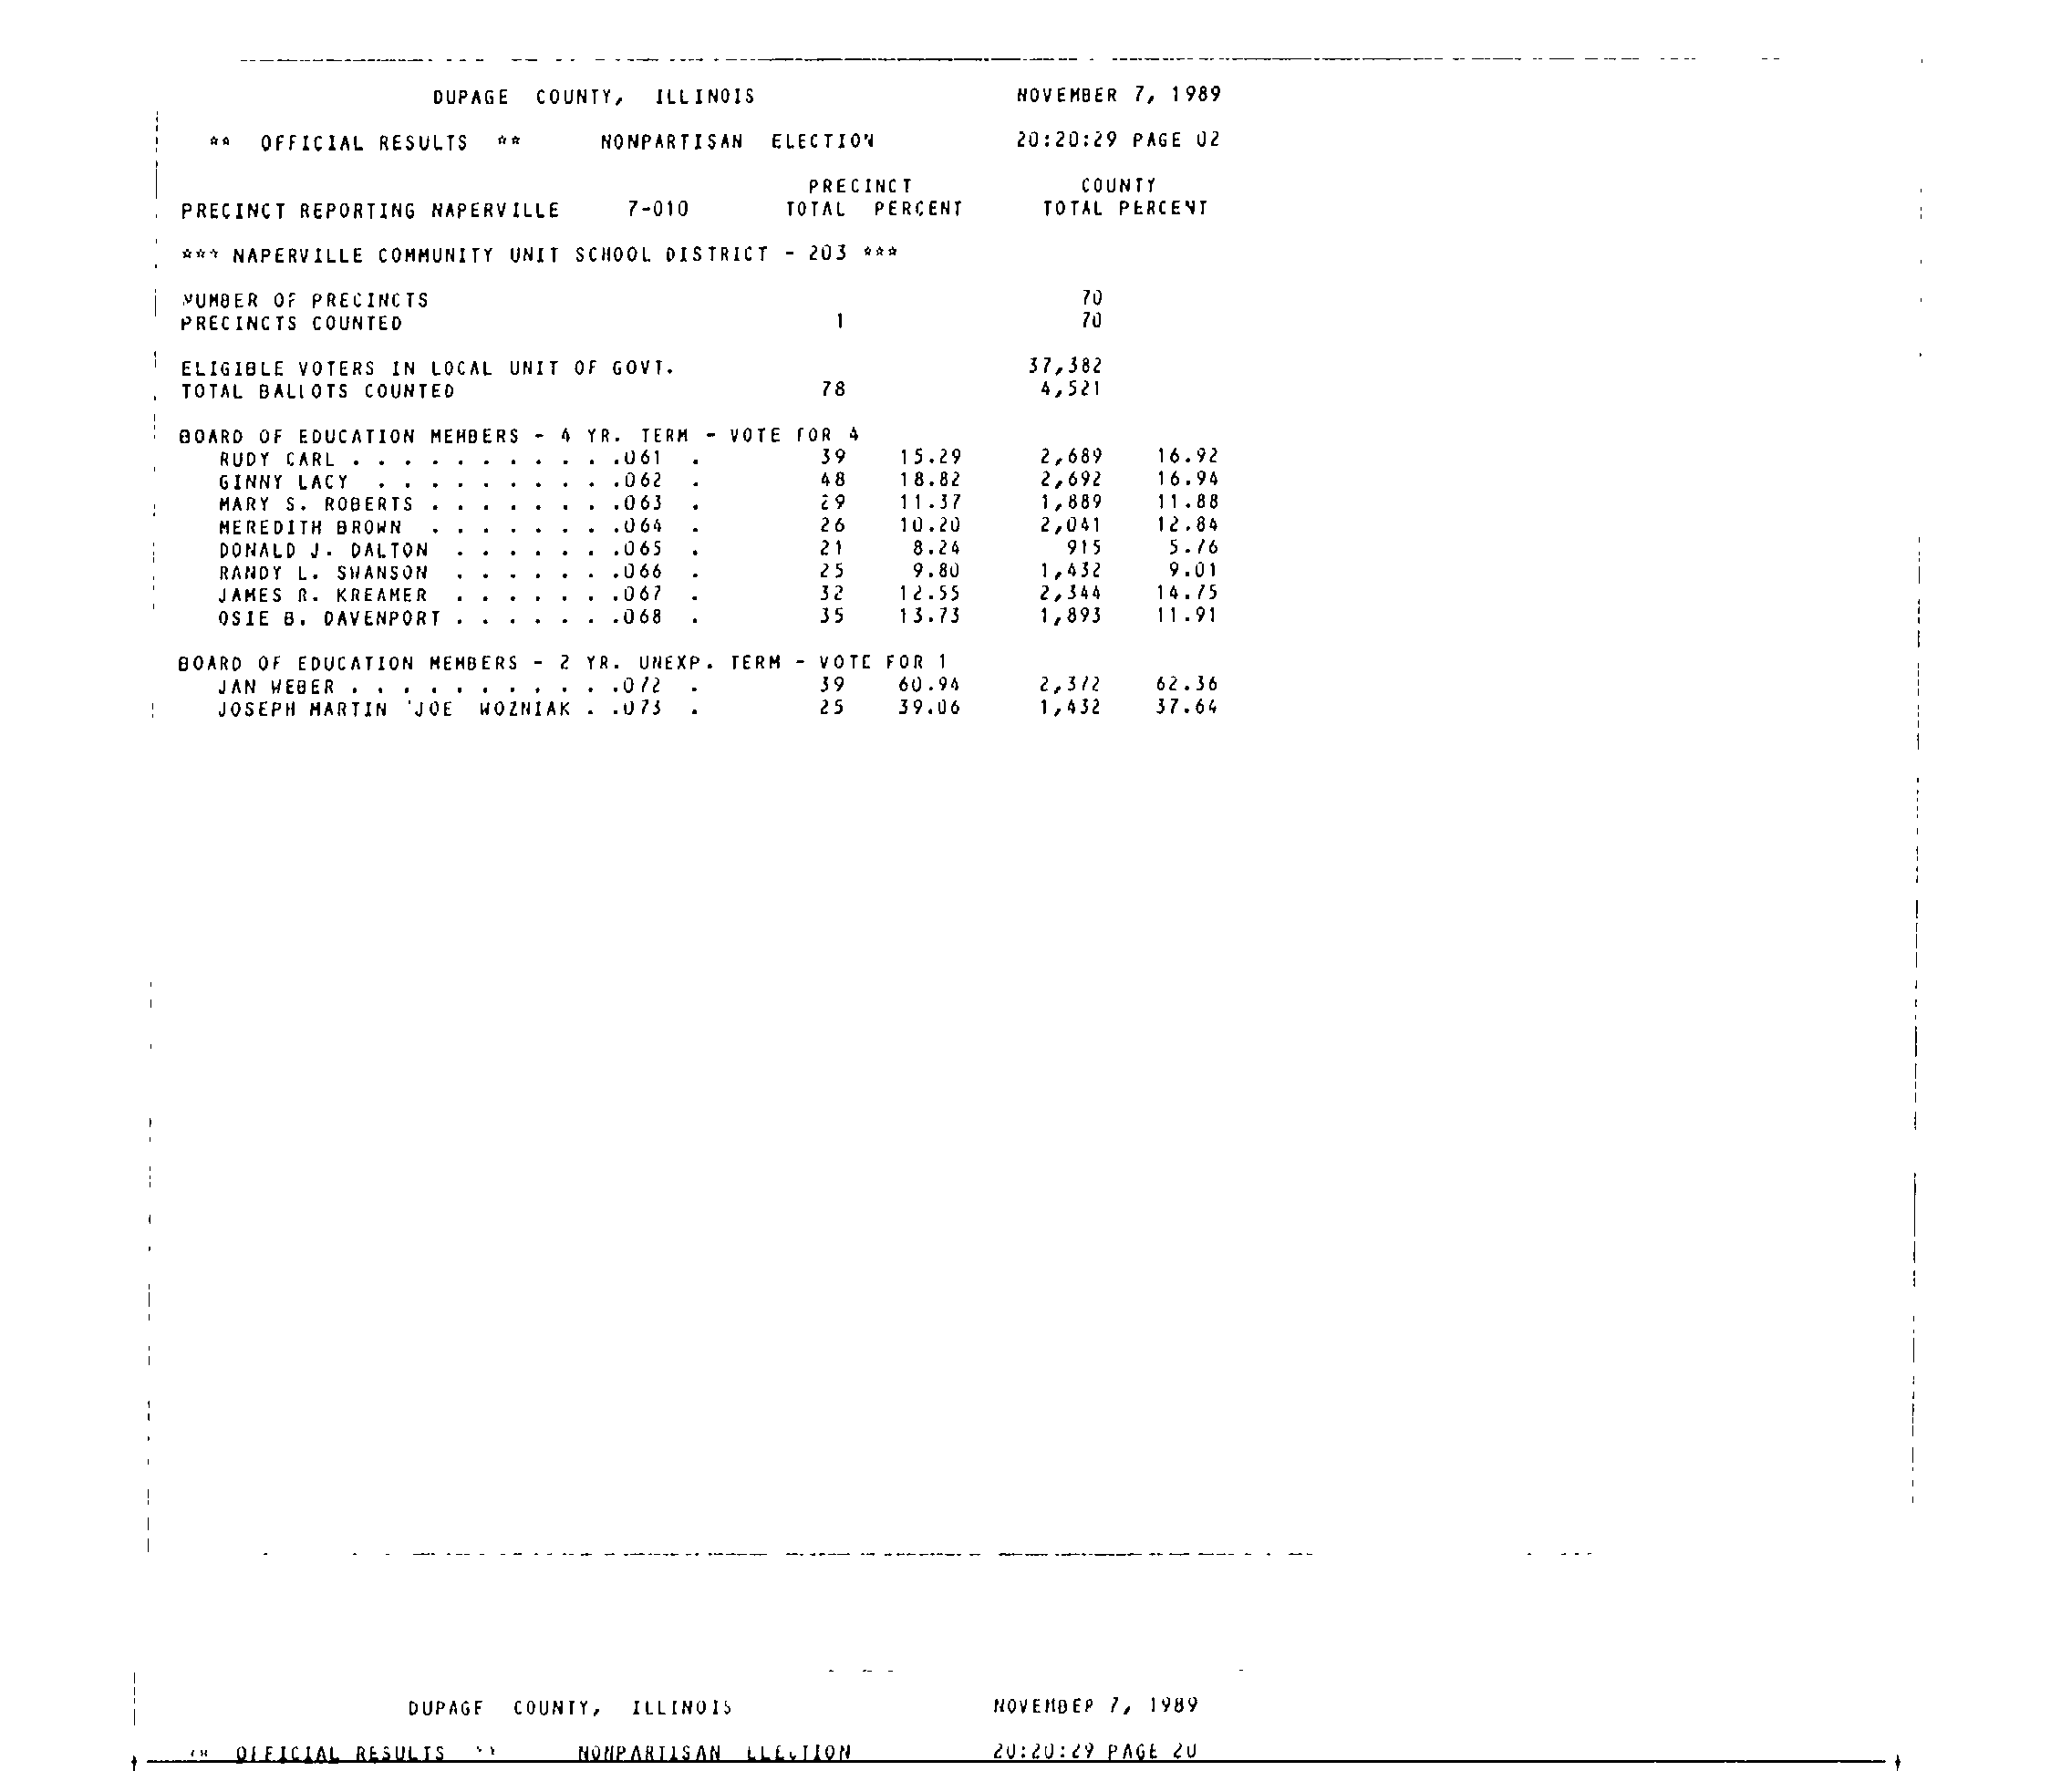 DUPAGE COUNTY, ILLINOIS NOVEMBER 7, 1989
** OFFICIAL RESULTS ** NONPARTISAN ELECTION 20:20:29 PAGE 02
PRECINCT COUNTY
PRECINCT REPORTING NAPERVILLE 7-010 TOTAL PERCENT TOTAL PERCENT
*** NAPERVILLE COMMUNITY UNIT SCHOOL DISTRICT - 203 ***
NUMBER OF PRECINCTS 70
PRECINCTS COUNTED 1 70
ELIGIBLE VOTERS IN LOCAL UNIT OF GOVT. 37,382
TOTAL BALLOTS COUNTED 78 4,521
BOARD OF EDUCATION MEMBERS - 4 YR. TERM - VOTE FOR 4
RUDY CARL . . . . . . . . . . .061 . 39 15.29 2,689 16.92
GINNY LACY . . . . . . . . . .062 . 48 18.82 2,692 16.94
MARY S. ROBERTS . . . . . . . .063 . 29 11.37 1,889 11.88
MEREDITH BROWN . . . . . . . .064 . 26 10.20 2,041 12.84
DONALD J. DALTON . . . . . . .065 . 21 8.24 915 5.76
RANDY L. SWANSON . . . . . . .066 . 25 9.80 1,432 9.01
JAMES R. KREAMER . . . . . . .067 . 32 12.55 2,344 14.75
OSIE B. DAVENPORT . . . . . . .068 . 35 13.73 1,893 11.91
BOARD OF EDUCATION MEMBERS - 2 YR. UNEXP. TERM - VOTE FOR 1
JAN WEBER . . . . . . . . . . .072 . 39 60.94 2,372 62.36
JOSEPH MARTIN 'JOE WOZNIAK . .073 . 25 39.06 1,432 37.64
DUPAGE COUNTY, ILLINOIS NOVEMBER 7, 1989
OFFICIAL RESULTS NONPARTISAN ELECTION 20:20:29 PAGE 20